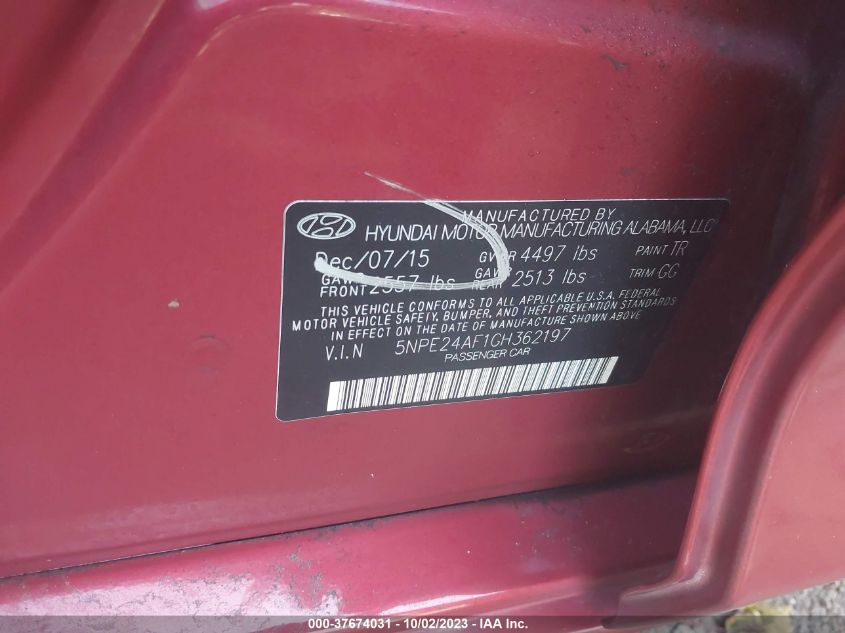 MANUFACTURED BY
HYUNDAI MOTOR MANUFACTURING ALABAMA, LLC
Dec/07/15 GVWR 4497 lbs PAINT TR
GAWR FRONT 2557 lbs GAWR REAR 2513 lbs TRIM GG
THIS VEHICLE CONFORMS TO ALL APPLICABLE U.S.A. FEDERAL
MOTOR VEHICLE SAFETY, BUMPER, AND THEFT PREVENTION STANDARDS
IN EFFECT ON THE DATE OF MANUFACTURE SHOWN ABOVE
V.I.N 5NPE24AF1GH362197
PASSENGER CAR
000-37674031 - 10/02/2023 - IAA Inc.